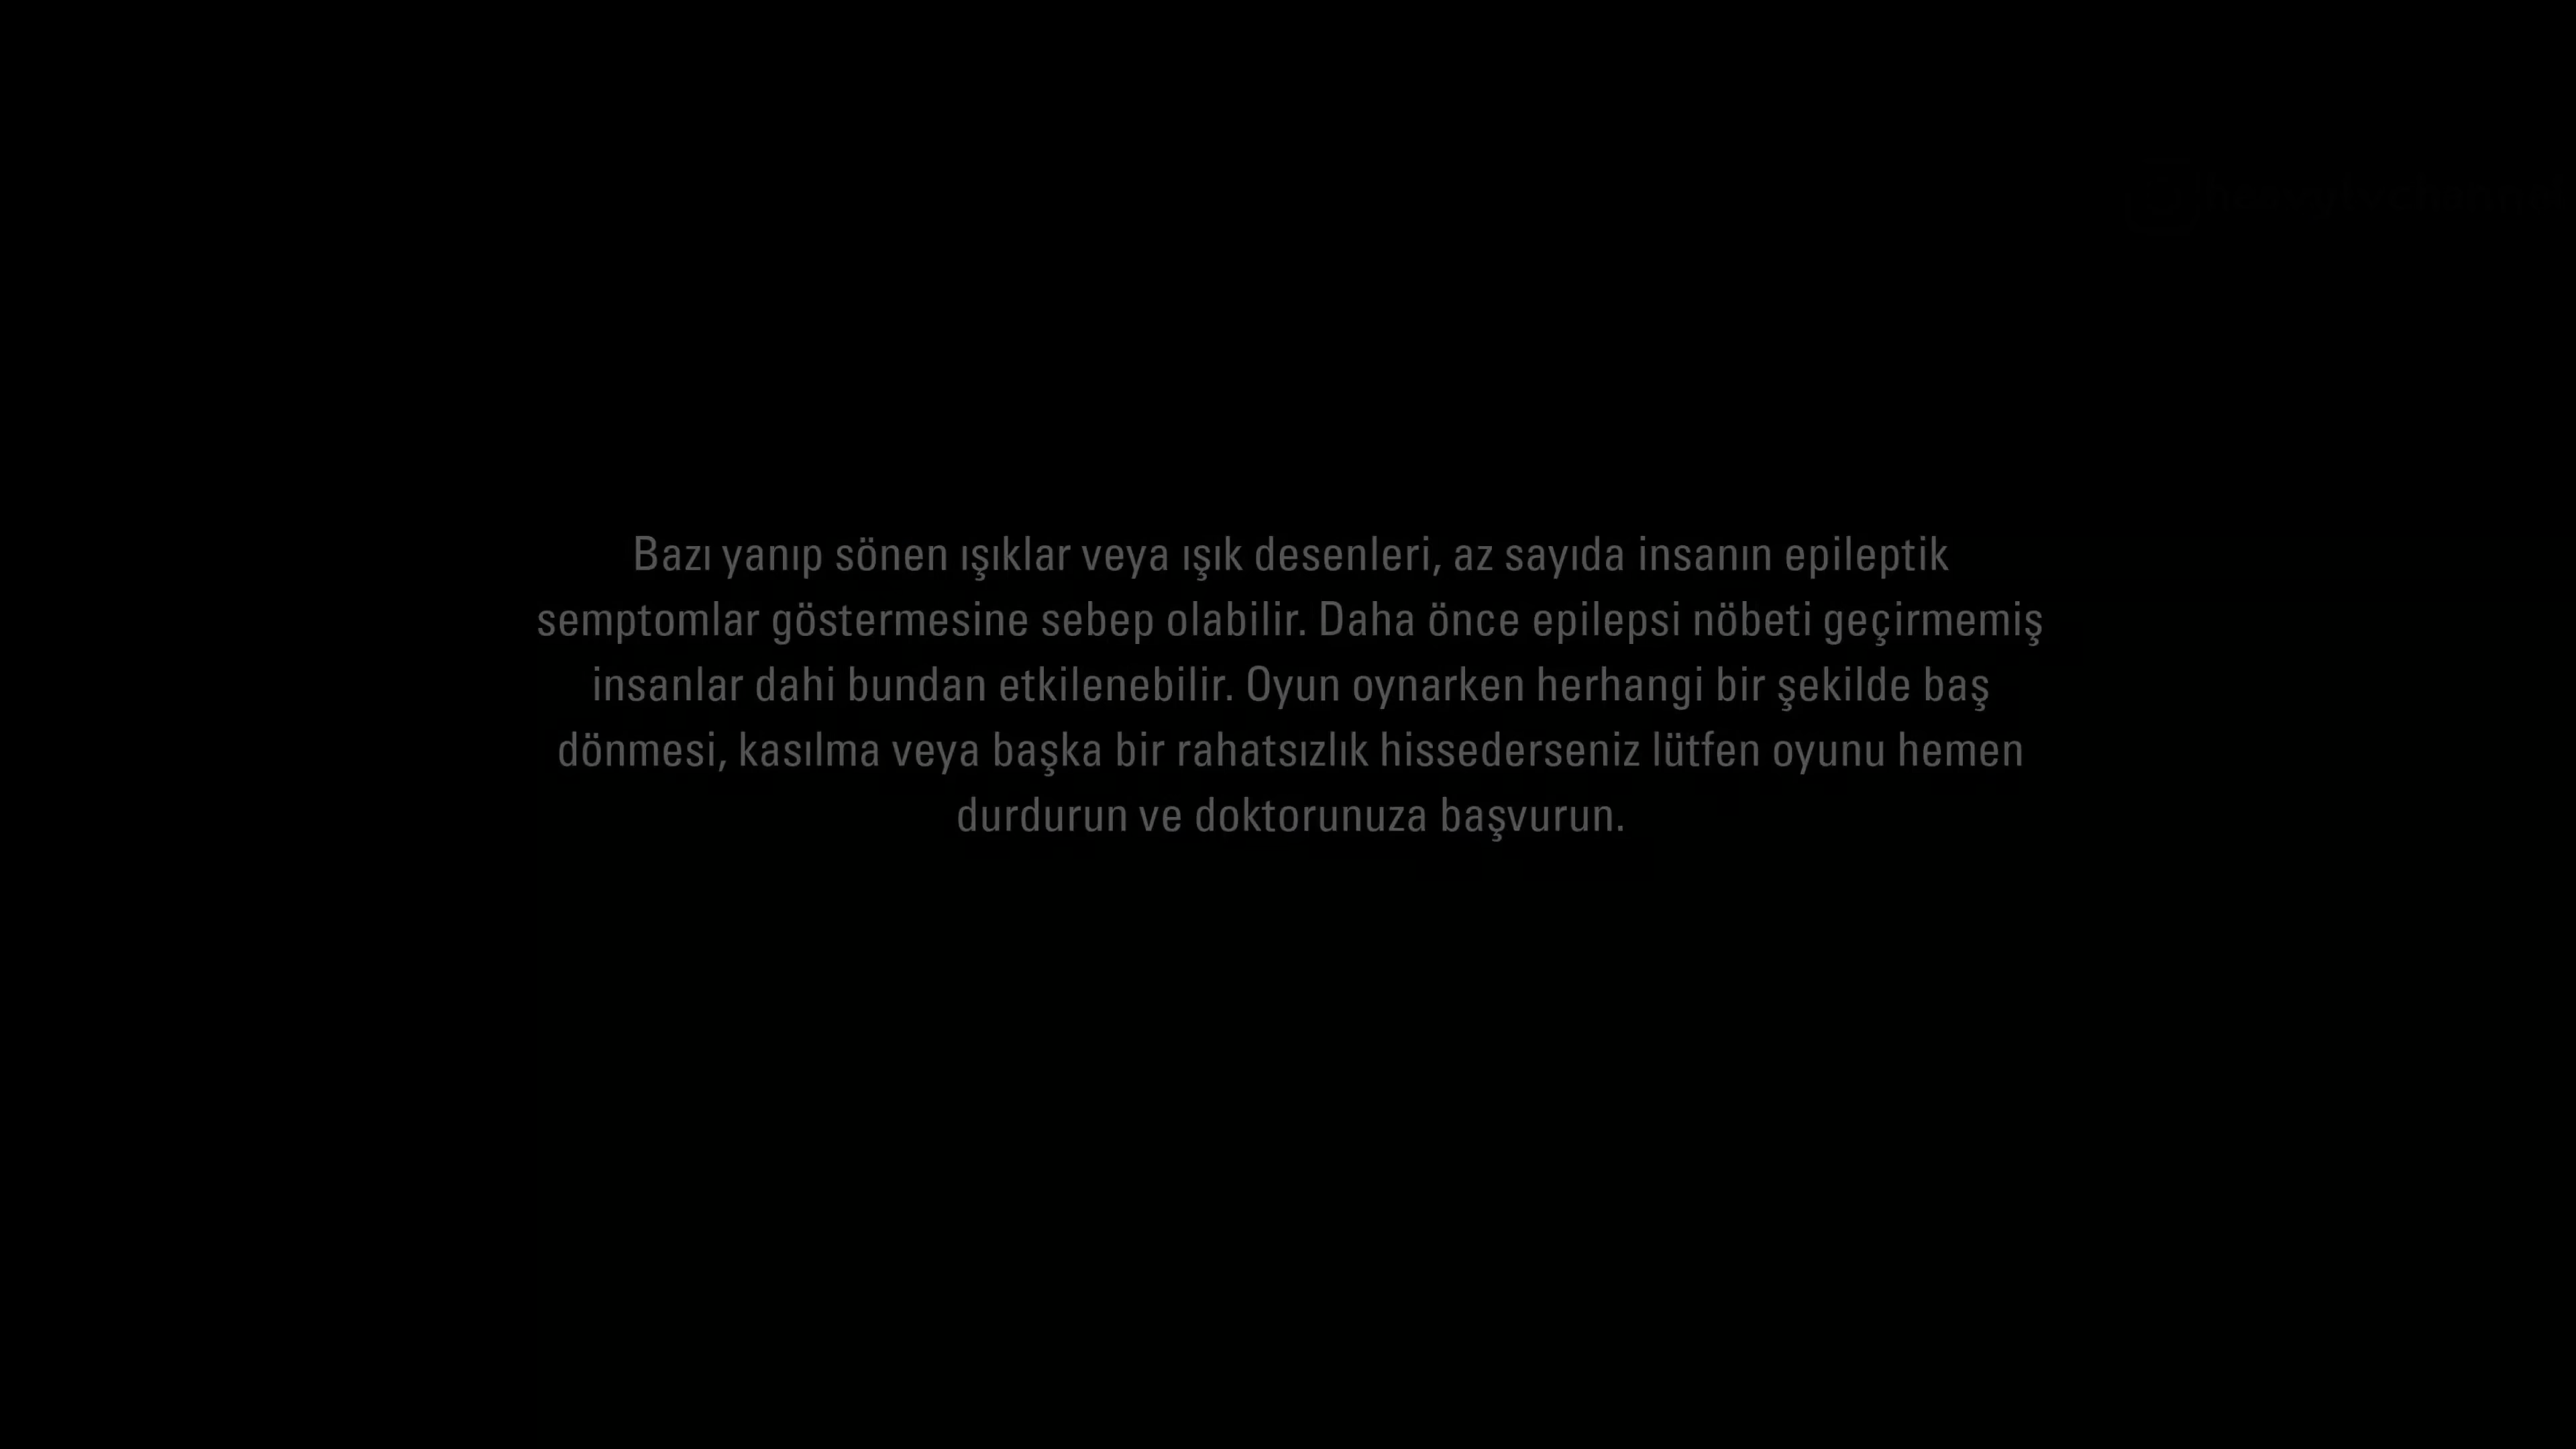 Bazı yanıp sönen ışıklar veya ışık desenleri, az sayıda insanın epileptik
semptomlar göstermesine sebep olabilir. Daha önce epilepsi nöbeti geçirmemiş
insanlar dahi bundan etkilenebilir. Oyun oynarken herhangi bir şekilde baş
dönmesi, kasılma veya başka bir rahatsızlık hissederseniz lütfen oyunu hemen
durdurun ve doktorunuza başvurun.